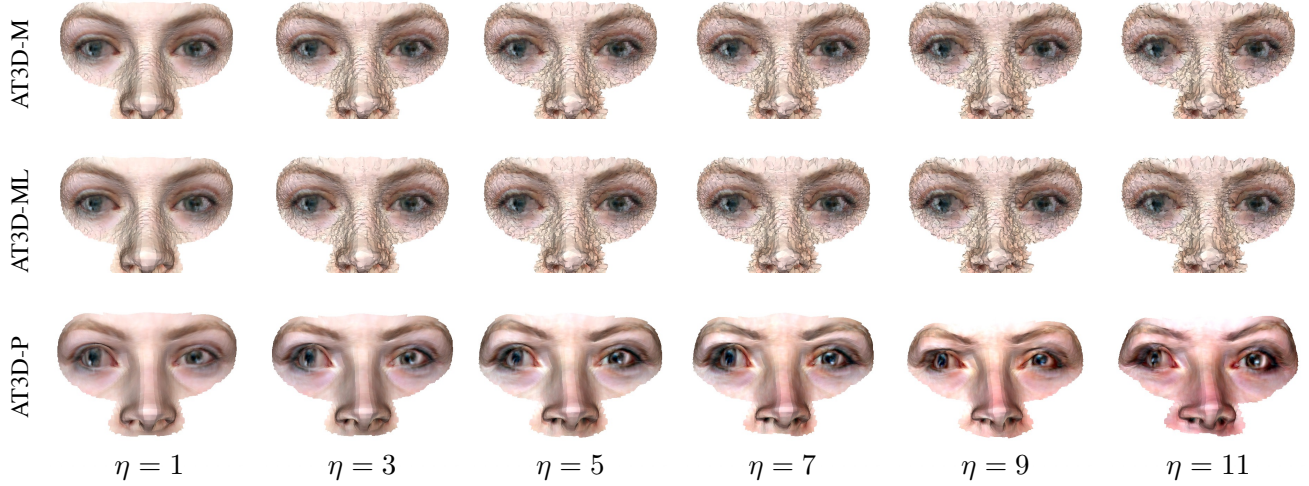 AT3D-M
AT3D-ML
AT3D-P
η = 1 η = 3 η = 5 η = 7 η = 9 η = 11